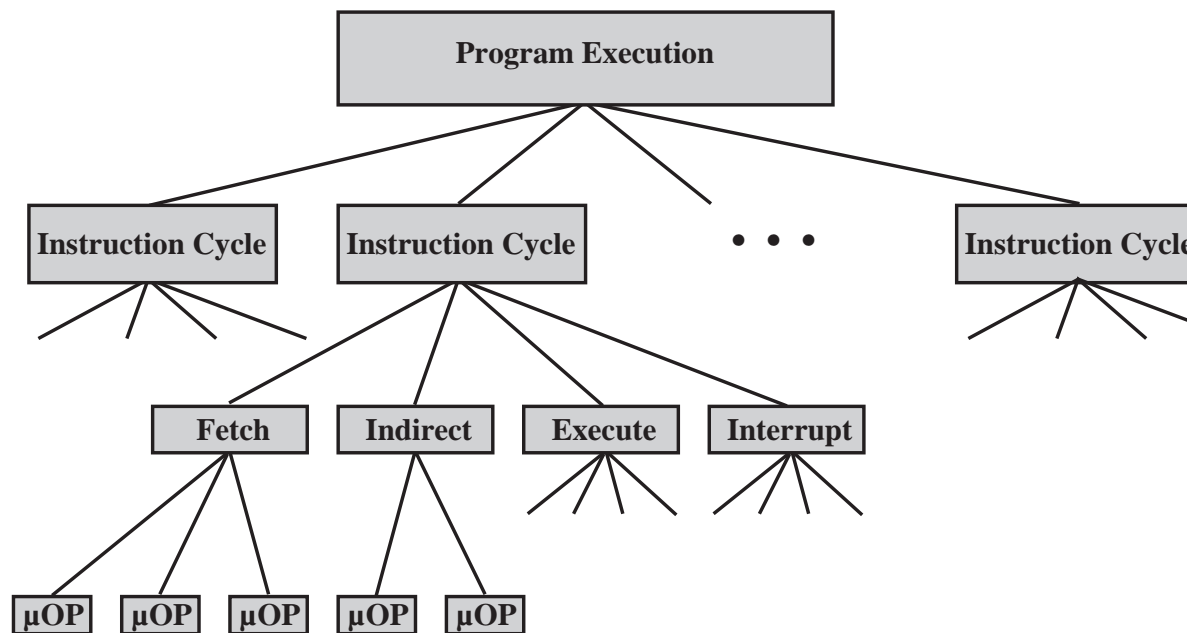 Program Execution
Instruction Cycle
Instruction Cycle
• • •
Instruction Cycle
Fetch
Indirect
Execute
Interrupt
µOP
µOP
µOP
µOP
µOP